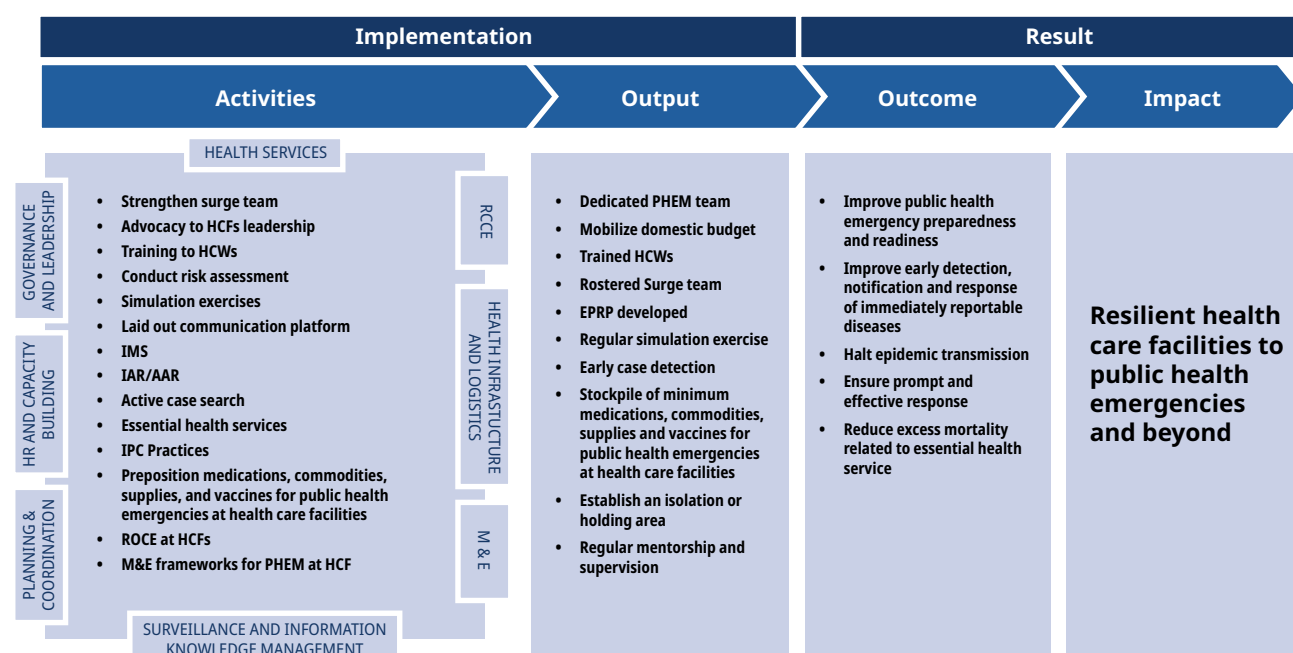 Implementation
Result
Activities
Output
Outcome
Impact
HEALTH SERVICES
GOVERNANCE
AND LEADERSHIP
HR AND CAPACITY
BUILDING
PLANNING &
COORDINATION
• Strengthen surge team
• Advocacy to HCFs leadership
• Training to HCWs
• Conduct risk assessment
• Simulation exercises
• Laid out communication platform
• IMS
• IAR/AAR
• Active case search
• Essential health services
• IPC Practices
• Preposition medications, commodities,
supplies, and vaccines for public health
emergencies at health care facilities
• ROCE at HCFs
• M&E frameworks for PHEM at HCF
RCCE
HEALTH INFRASTUCTURE
AND LOGISTICS
M & E
SURVEILLANCE AND INFORMATION
KNOWLEDGE MANAGEMENT
• Dedicated PHEM team
• Mobilize domestic budget
• Trained HCWs
• Rostered Surge team
• EPRP developed
• Regular simulation exercise
• Early case detection
• Stockpile of minimum
medications, commodities,
supplies and vaccines for
public health emergencies
at health care facilities
• Establish an isolation or
holding area
• Regular mentorship and
supervision
• Improve public health
emergency preparedness
and readiness
• Improve early detection,
notification and response
of immediately reportable
diseases
• Halt epidemic transmission
• Ensure prompt and
effective response
• Reduce excess mortality
related to essential health
service
Resilient health
care facilities to
public health
emergencies
and beyond